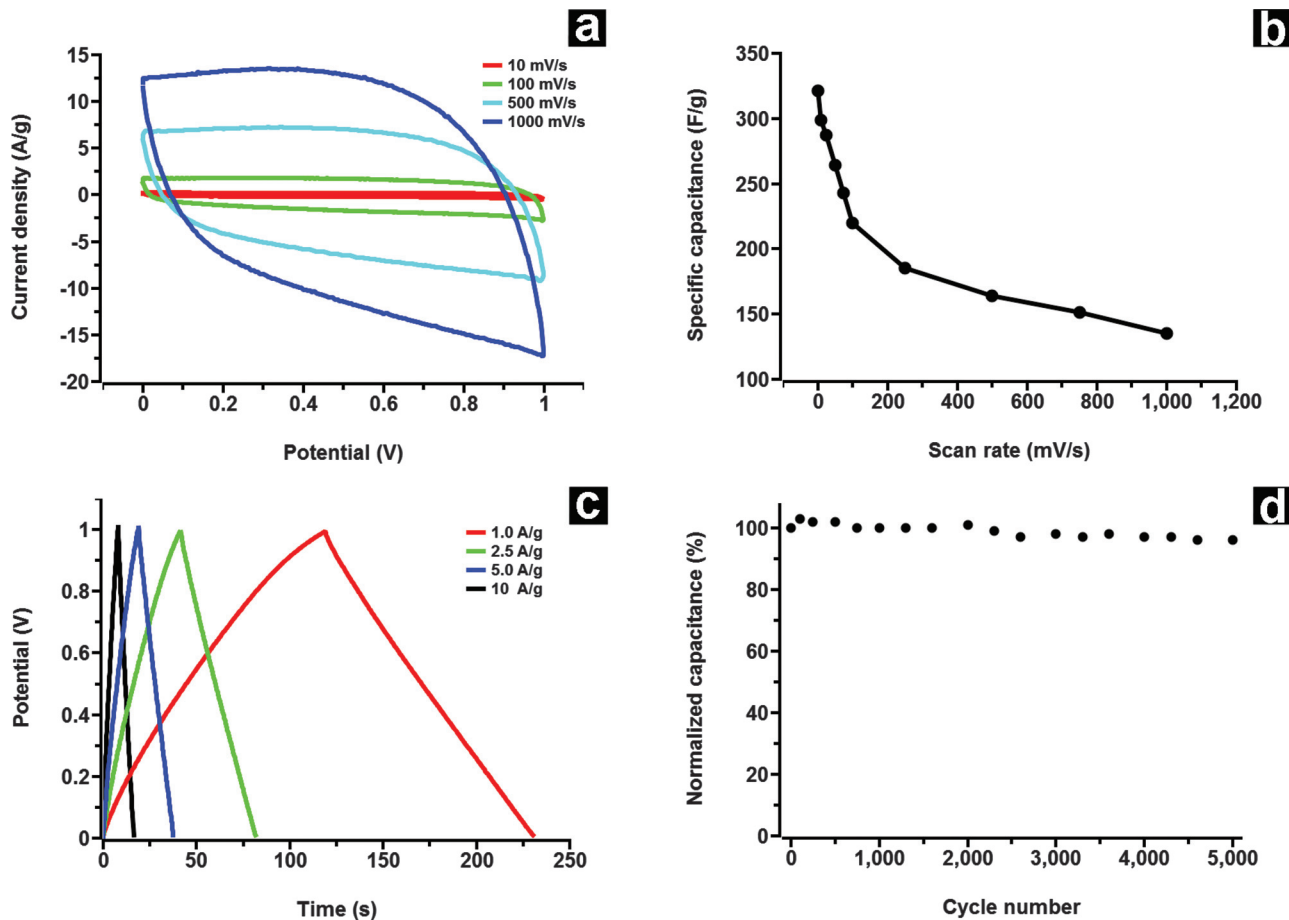 a
15
10
5
0
-5
-10
-15
-20
Current density (A/g)
10 mV/s
100 mV/s
500 mV/s
1000 mV/s
0 0.2 0.4 0.6 0.8 1
Potential (V)
b
350
300
250
200
150
100
Specific capacitance (F/g)
0 200 400 600 800 1,000 1,200
Scan rate (mV/s)
c
1
0.8
0.6
0.4
0.2
0
Potential (V)
1.0 A/g
2.5 A/g
5.0 A/g
10 A/g
0 50 100 150 200 250
Time (s)
d
100
80
60
40
20
0
Normalized capacitance (%)
0 1,000 2,000 3,000 4,000 5,000
Cycle number